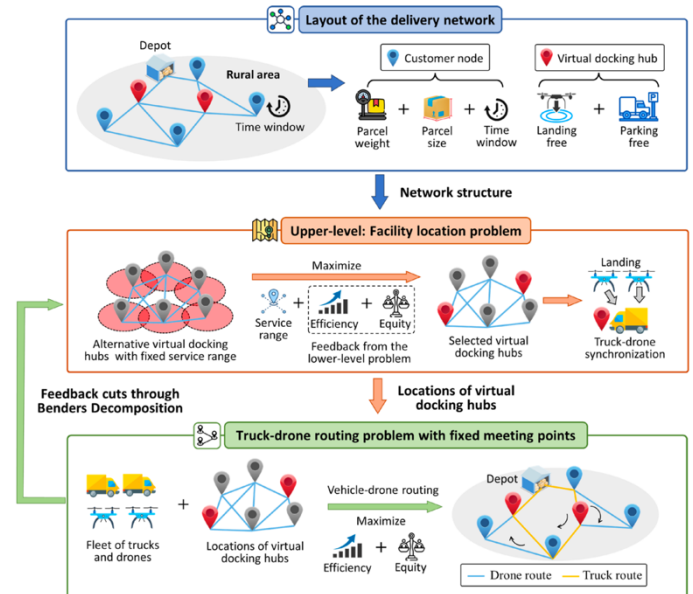 Layout of the delivery network
Depot
Rural area
Time window
Customer node
Virtual docking hub
Parcel
weight
+
Parcel
size
+
Time
window
Landing
free
+
Parking
free
Network structure
Upper-level: Facility location problem
Alternative virtual docking
hubs with fixed service range
Maximize
Service
range
+
Efficiency
+
Equity
Feedback from the
lower-level problem
Selected virtual
docking hubs
Landing
Truck-drone
synchronization
Feedback cuts through
Benders Decomposition
Locations of virtual
docking hubs
Truck-drone routing problem with fixed meeting points
Fleet of trucks
and drones
+
Locations of virtual
docking hubs
Vehicle-drone routing
Maximize
Efficiency
+
Equity
Depot
Drone route
Truck route